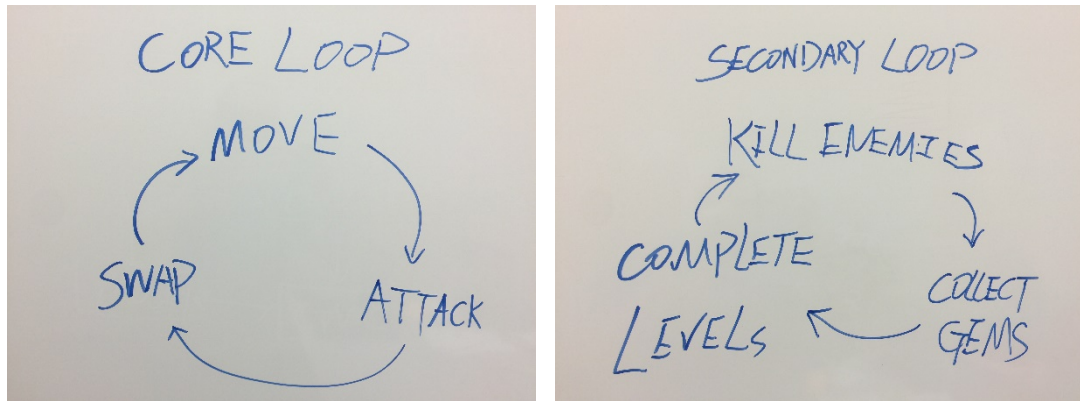 CORE LOOP
MOVE
SWAP
ATTACK
SECONDARY LOOP
KILL ENEMIES
COMPLETE
LEVELS
COLLECT
GEMS